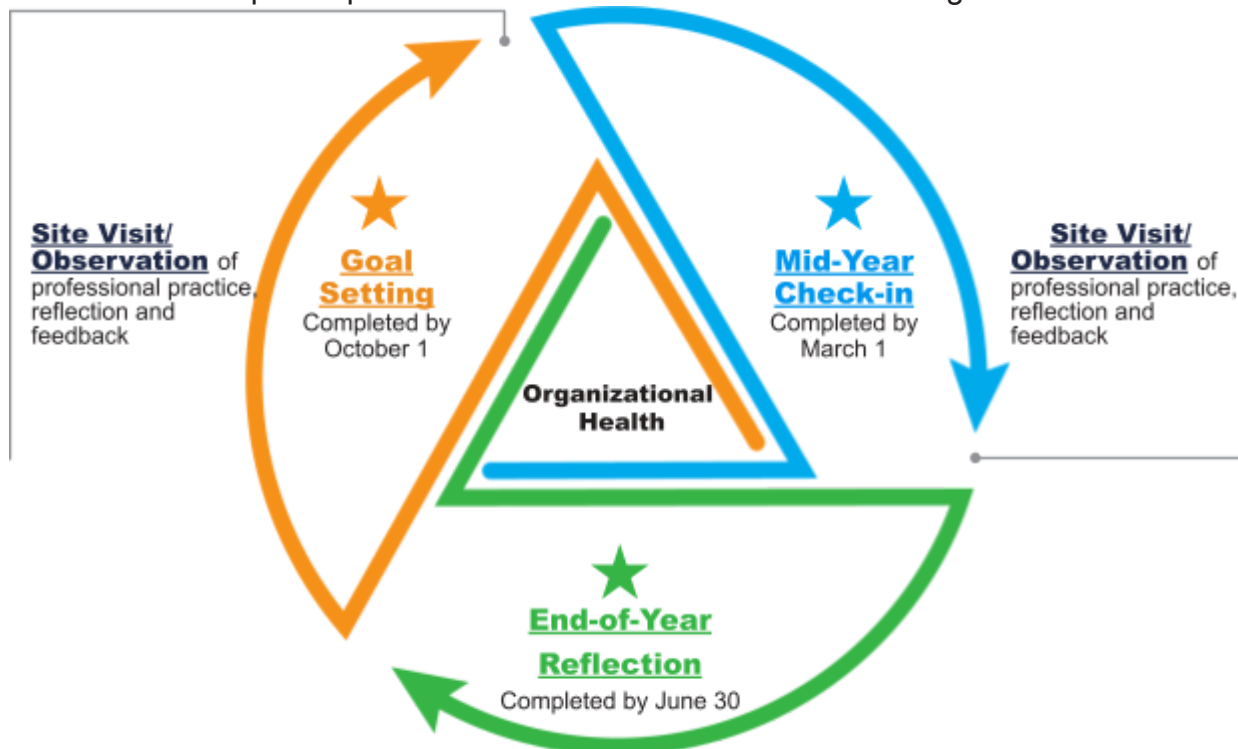 Site Visit/
Observation of
professional practice,
reflection and
feedback
Goal
Setting
Completed by
October 1
Mid-Year
Check-in
Completed by
March 1
Site Visit/
Observation of
professional practice,
reflection and
feedback
Organizational
Health
End-of-Year
Reflection
Completed by June 30